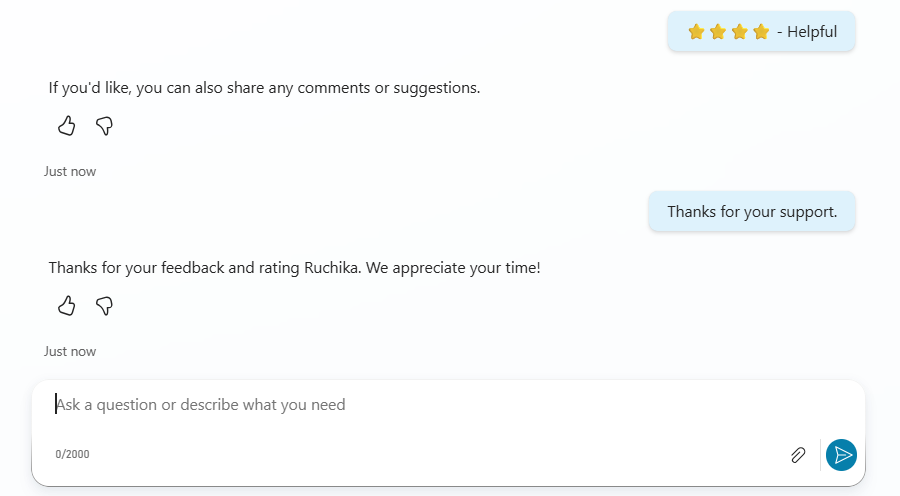 ⭐⭐⭐⭐ - Helpful
If you'd like, you can also share any comments or suggestions.
Just now
Thanks for your support.
Thanks for your feedback and rating Ruchika. We appreciate your time!
Just now
Ask a question or describe what you need
0/2000